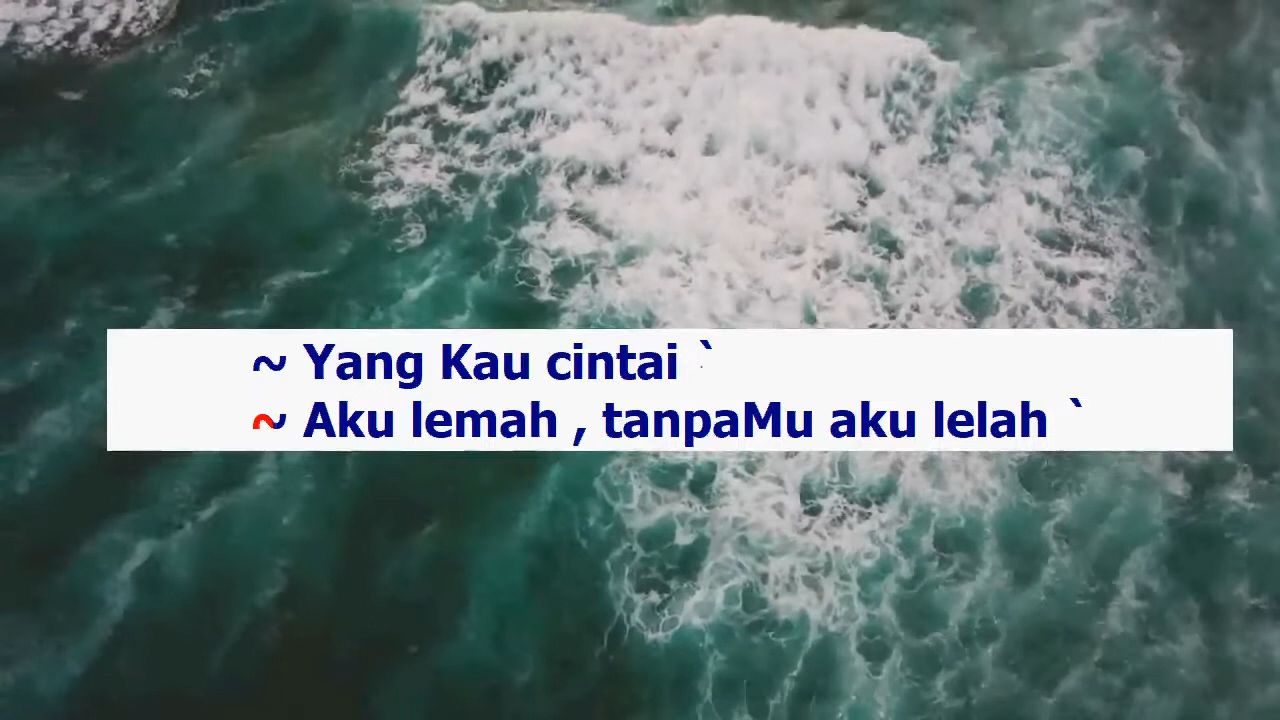 ~ Yang Kau cintai `
~ Aku lemah , tanpaMu aku lelah `